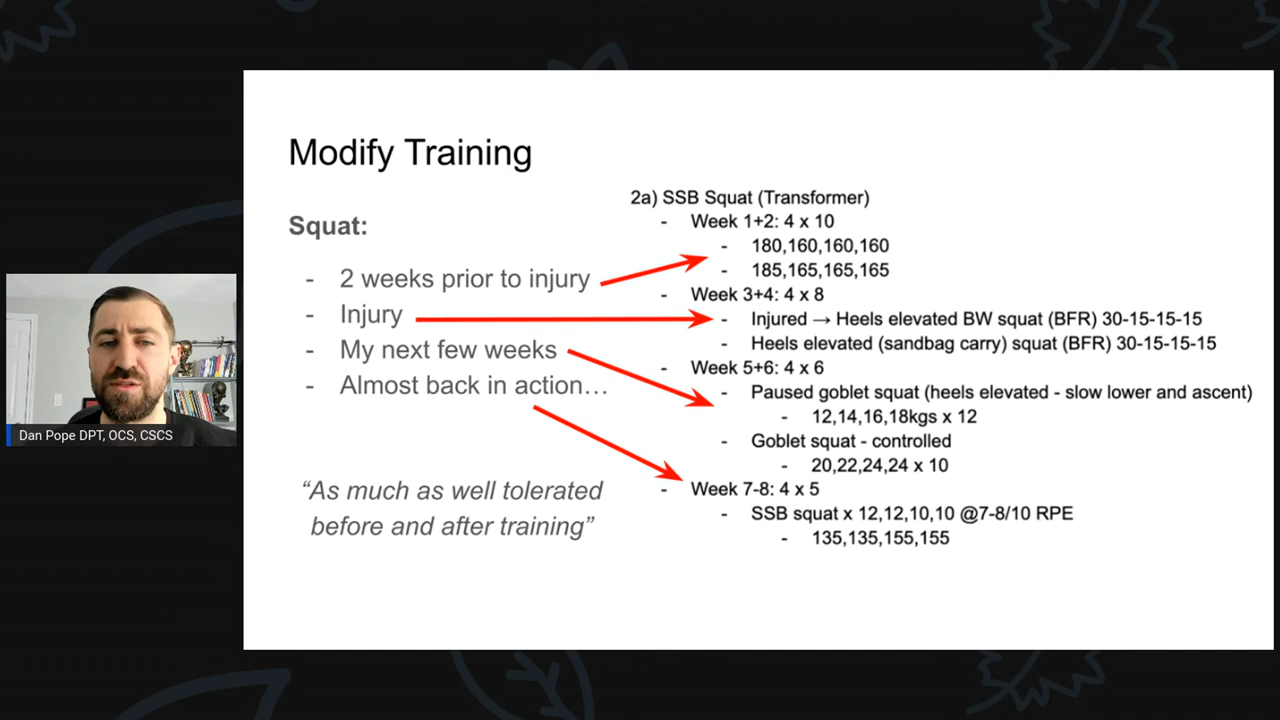 Modify Training
Squat:
- 2 weeks prior to injury
- Injury
- My next few weeks
- Almost back in action…
“As much as well tolerated
before and after training”
2a) SSB Squat (Transformer)
- Week 1+2: 4 x 10
- 180,160,160,160
- 185,165,165,165
- Week 3+4: 4 x 8
- Injured → Heels elevated BW squat (BFR) 30-15-15-15
- Heels elevated (sandbag carry) squat (BFR) 30-15-15-15
- Week 5+6: 4 x 6
- Paused goblet squat (heels elevated - slow lower and ascent)
- 12,14,16,18kgs x 12
- Goblet squat - controlled
- 20,22,24,24 x 10
- Week 7-8: 4 x 5
- SSB squat x 12,12,10,10 @7-8/10 RPE
- 135,135,155,155
Dan Pope DPT, OCS, CSCS